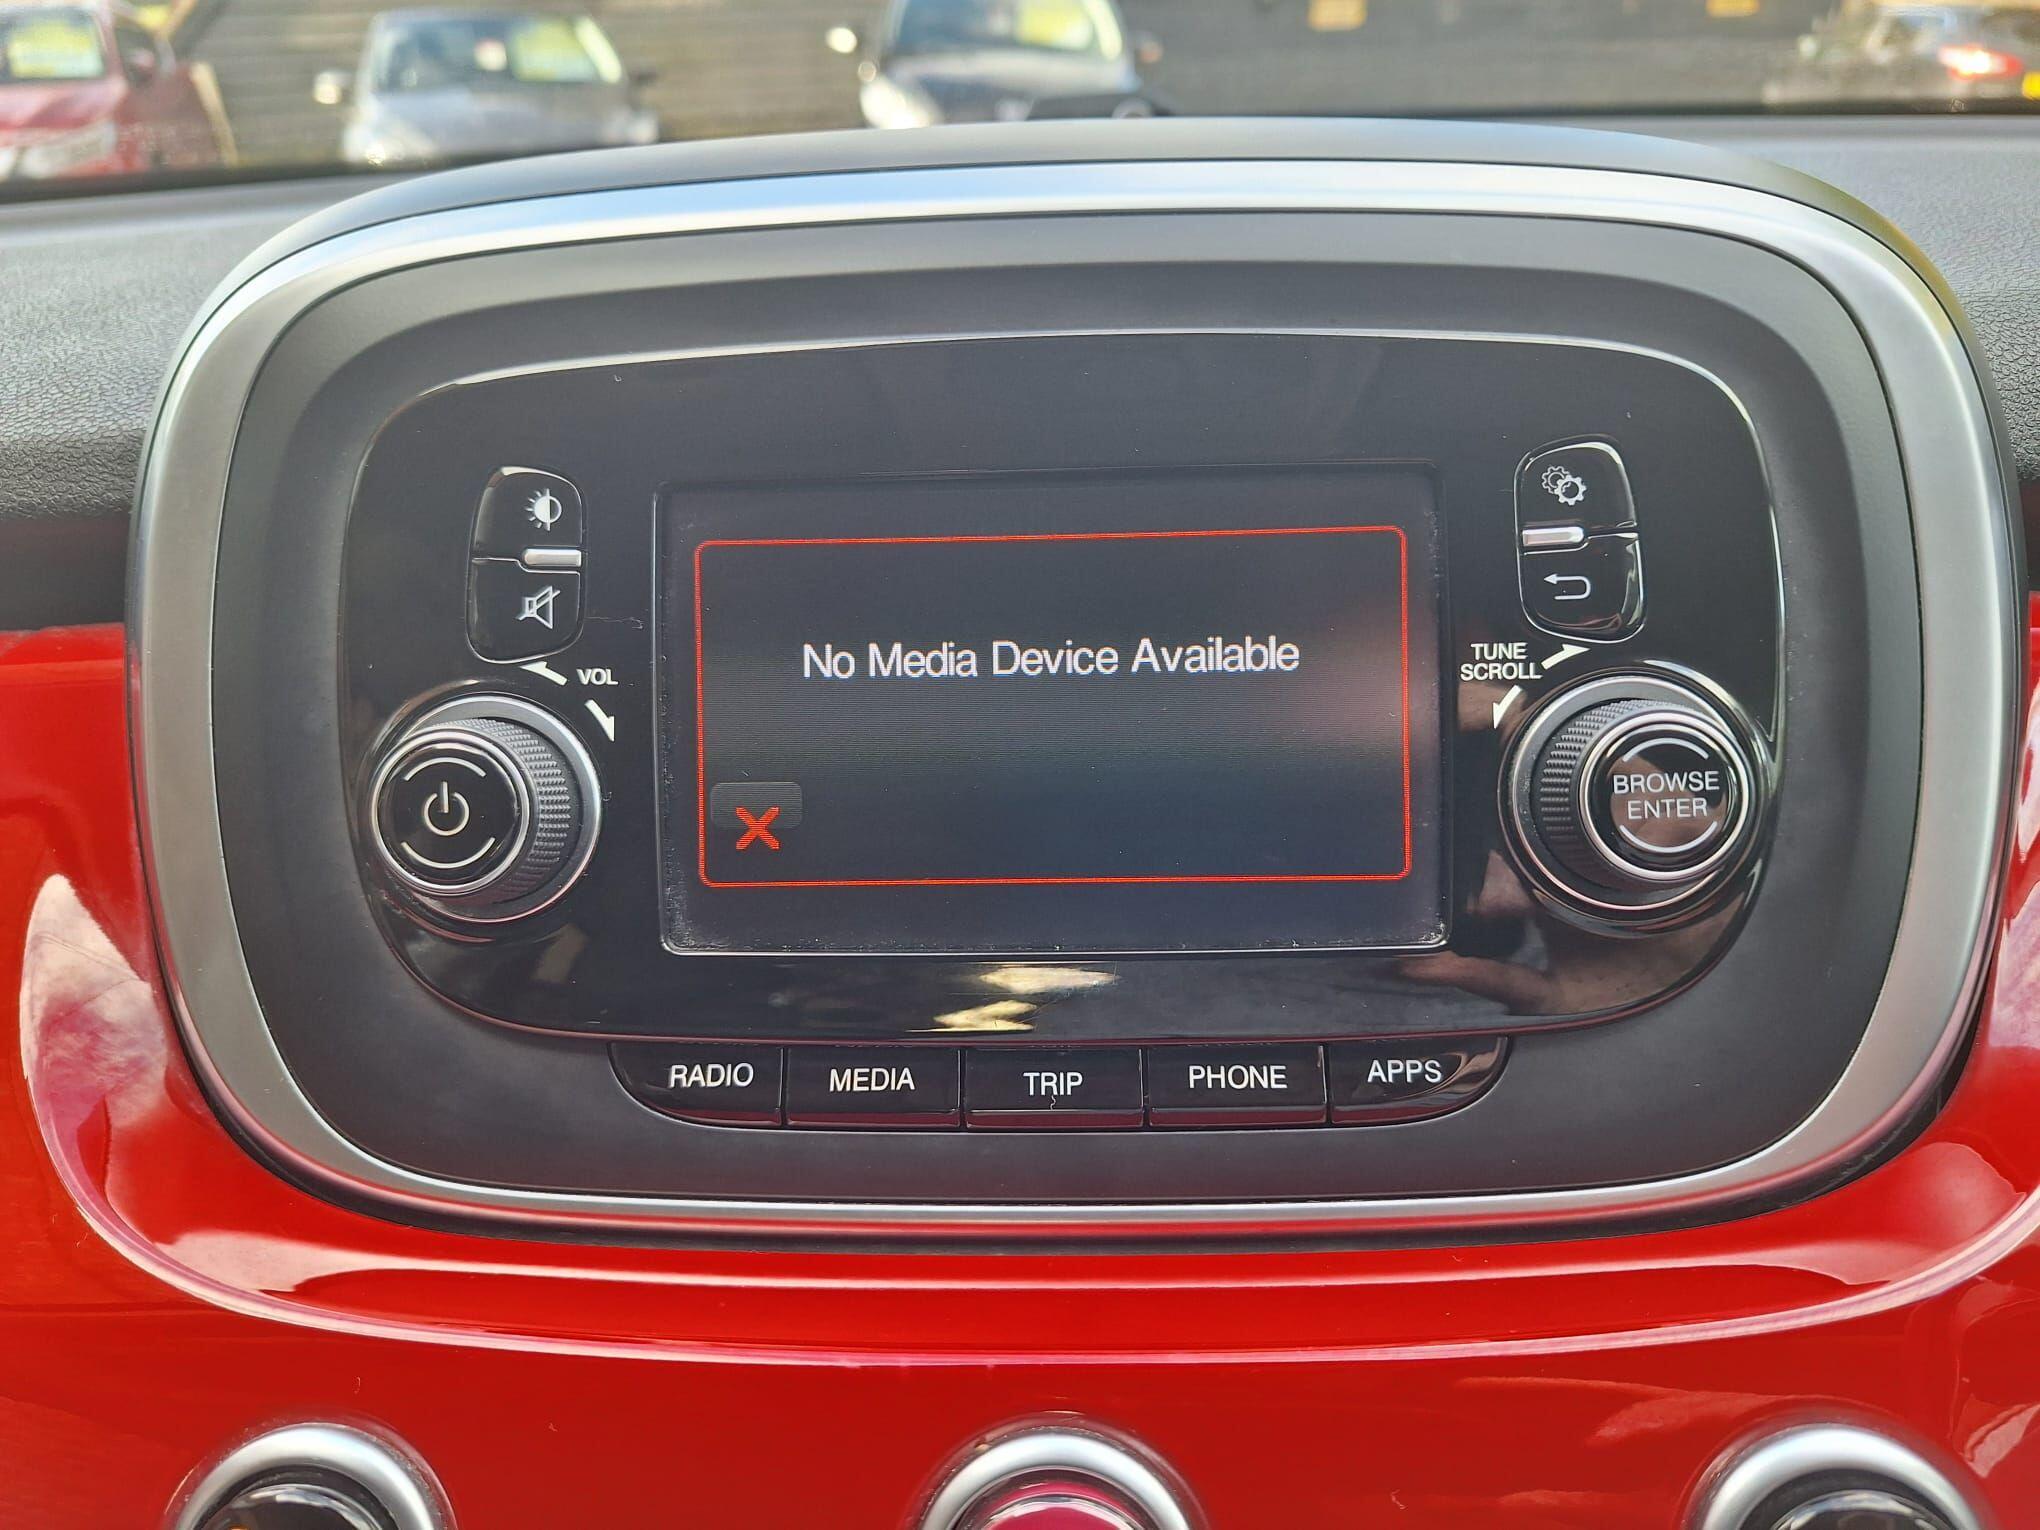 VOL
No Media Device Available
TUNE
SCROLL
BROWSE
ENTER
RADIO
MEDIA
TRIP
PHONE
APPS